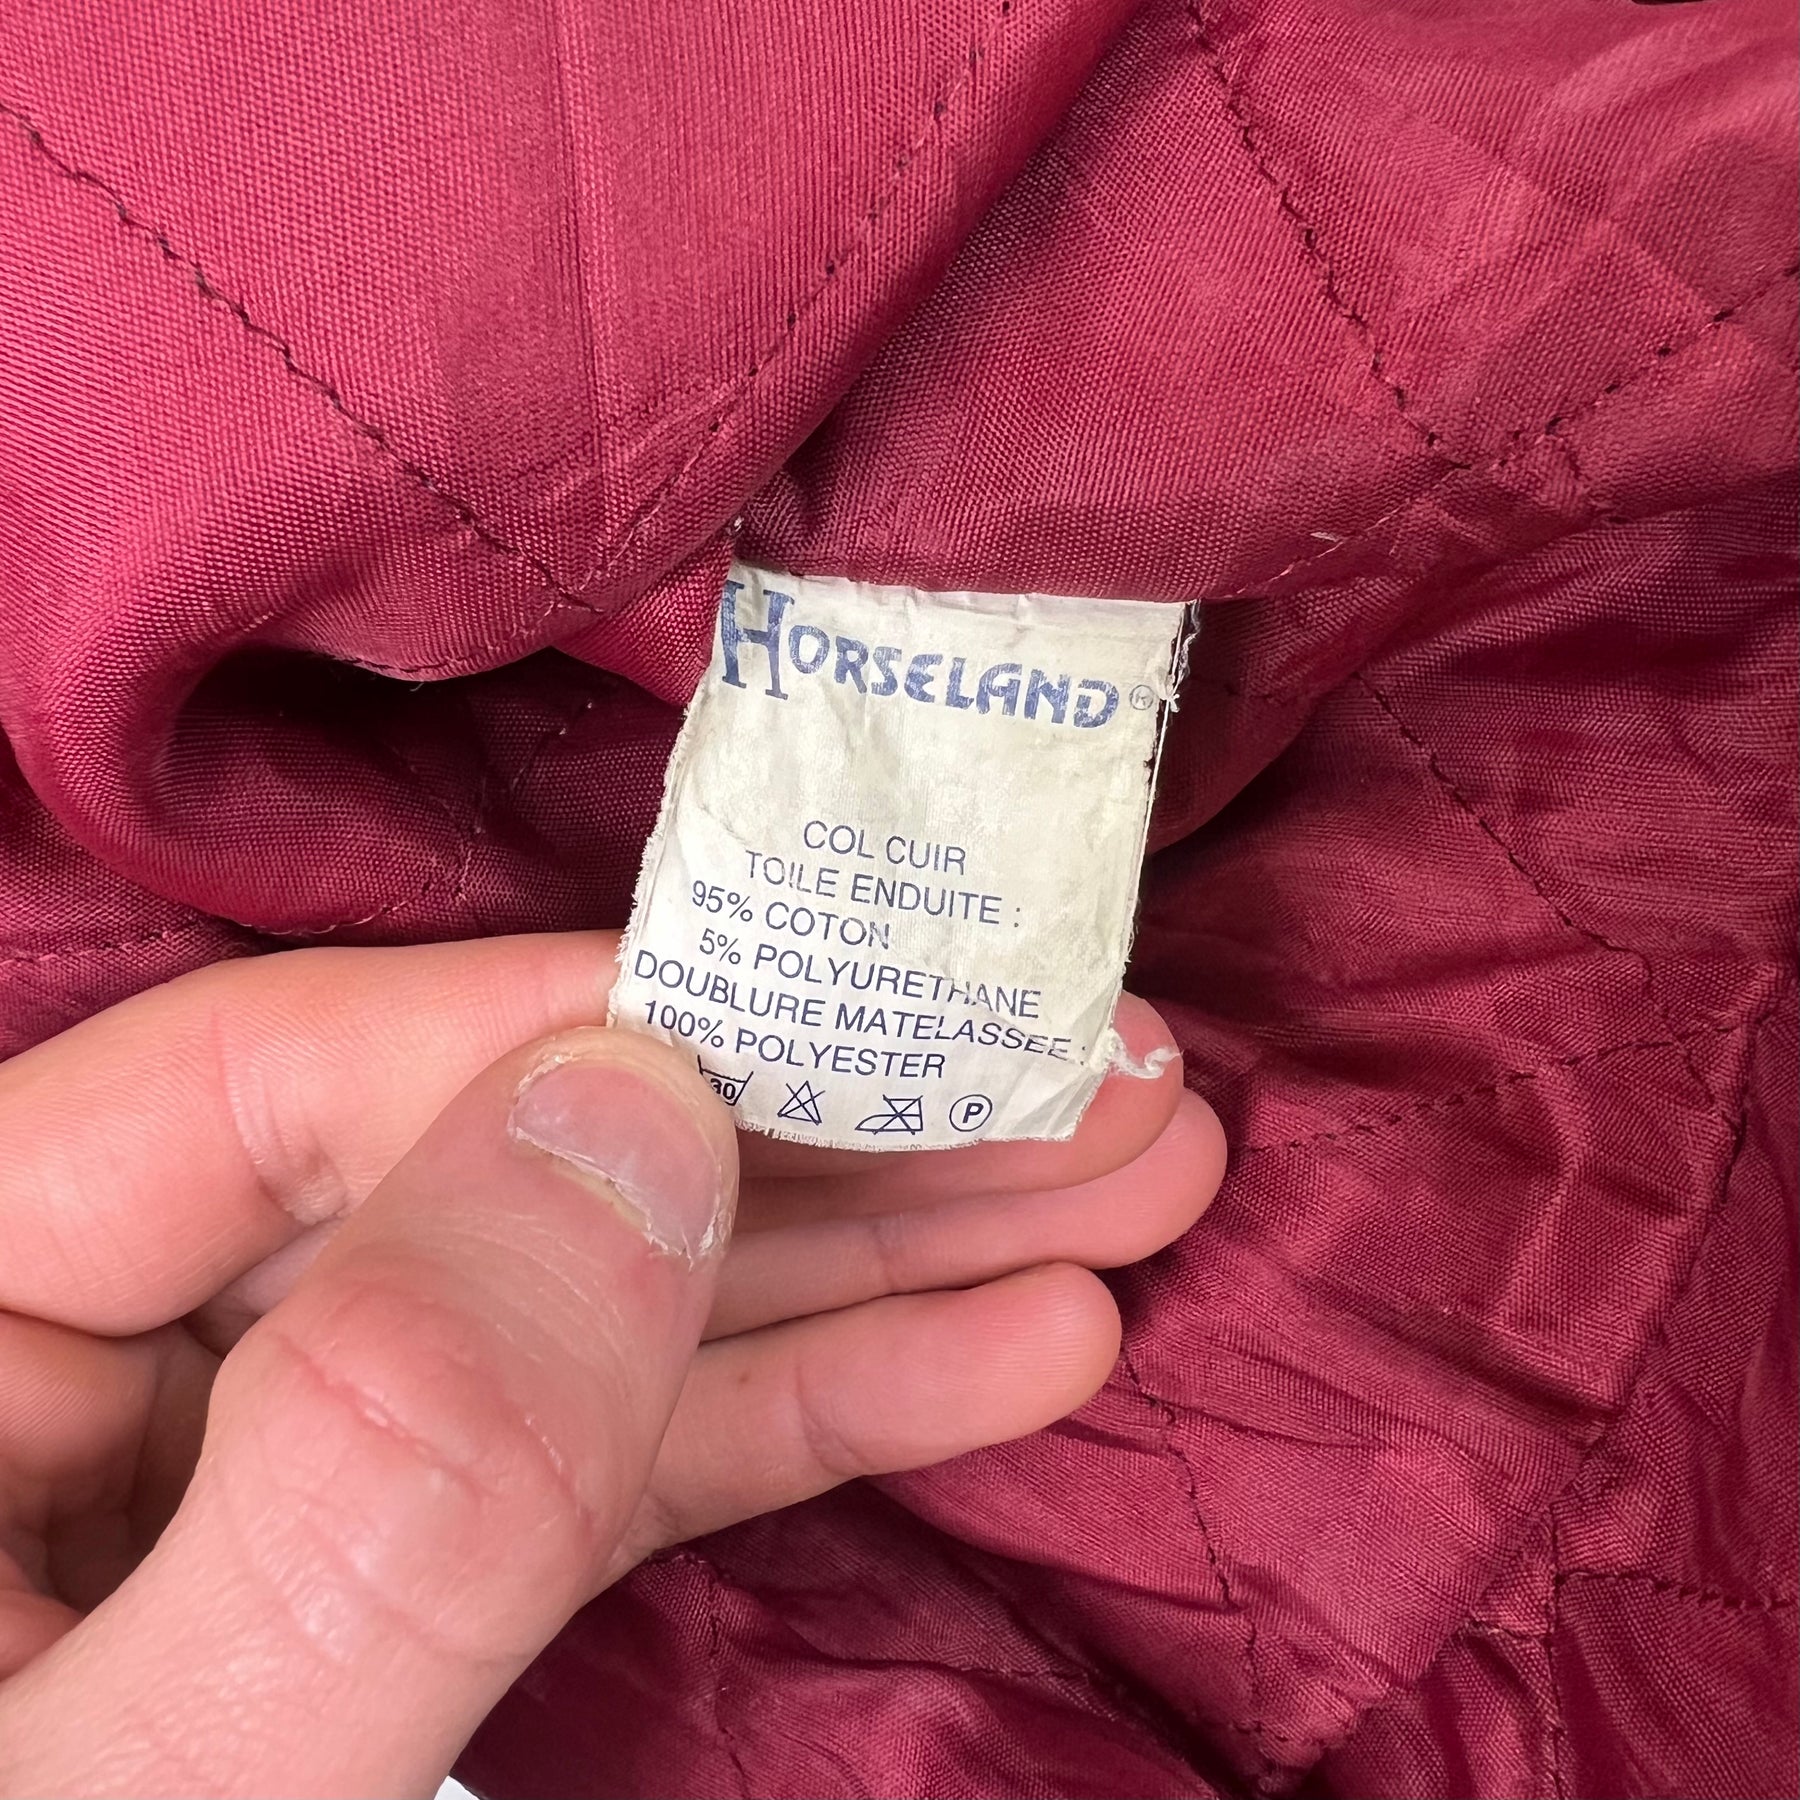 HORSELAND®
COL CUIR
TOILE ENDUITE :
95% COTON
5% POLYURETHANE
DOUBLURE MATELASSEE :
100% POLYESTER
30 P